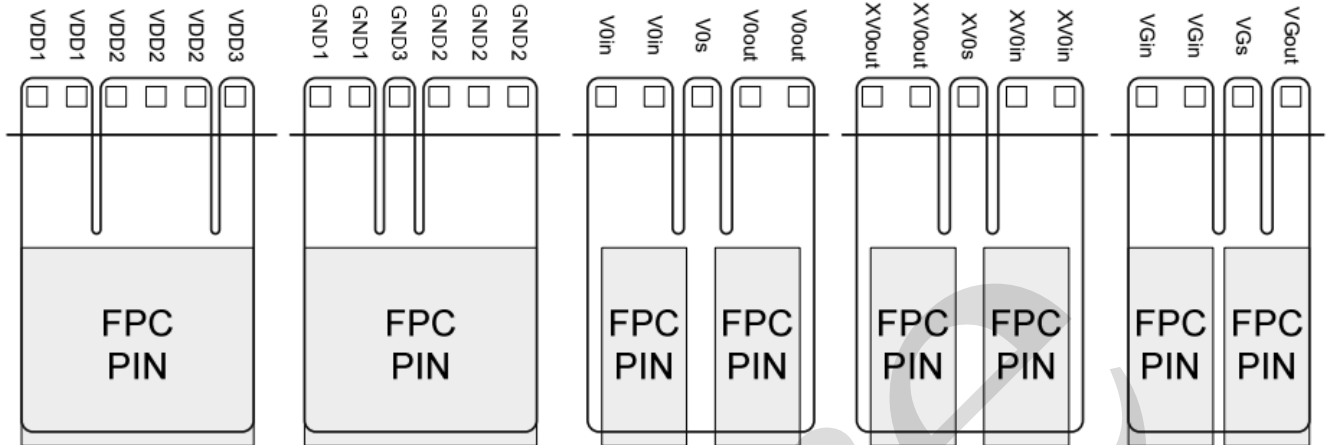 VDD1
VDD1
VDD2
VDD2
VDD2
VDD3
GND1
GND1
GND3
GND2
GND2
GND2
V0in
V0in
V0s
V0out
V0out
XV0out
XV0out
XV0s
XV0in
XV0in
VGin
VGin
VGs
VGout
FPC
PIN
FPC
PIN
FPC
PIN
FPC
PIN
FPC
PIN
FPC
PIN
FPC
PIN
FPC
PIN